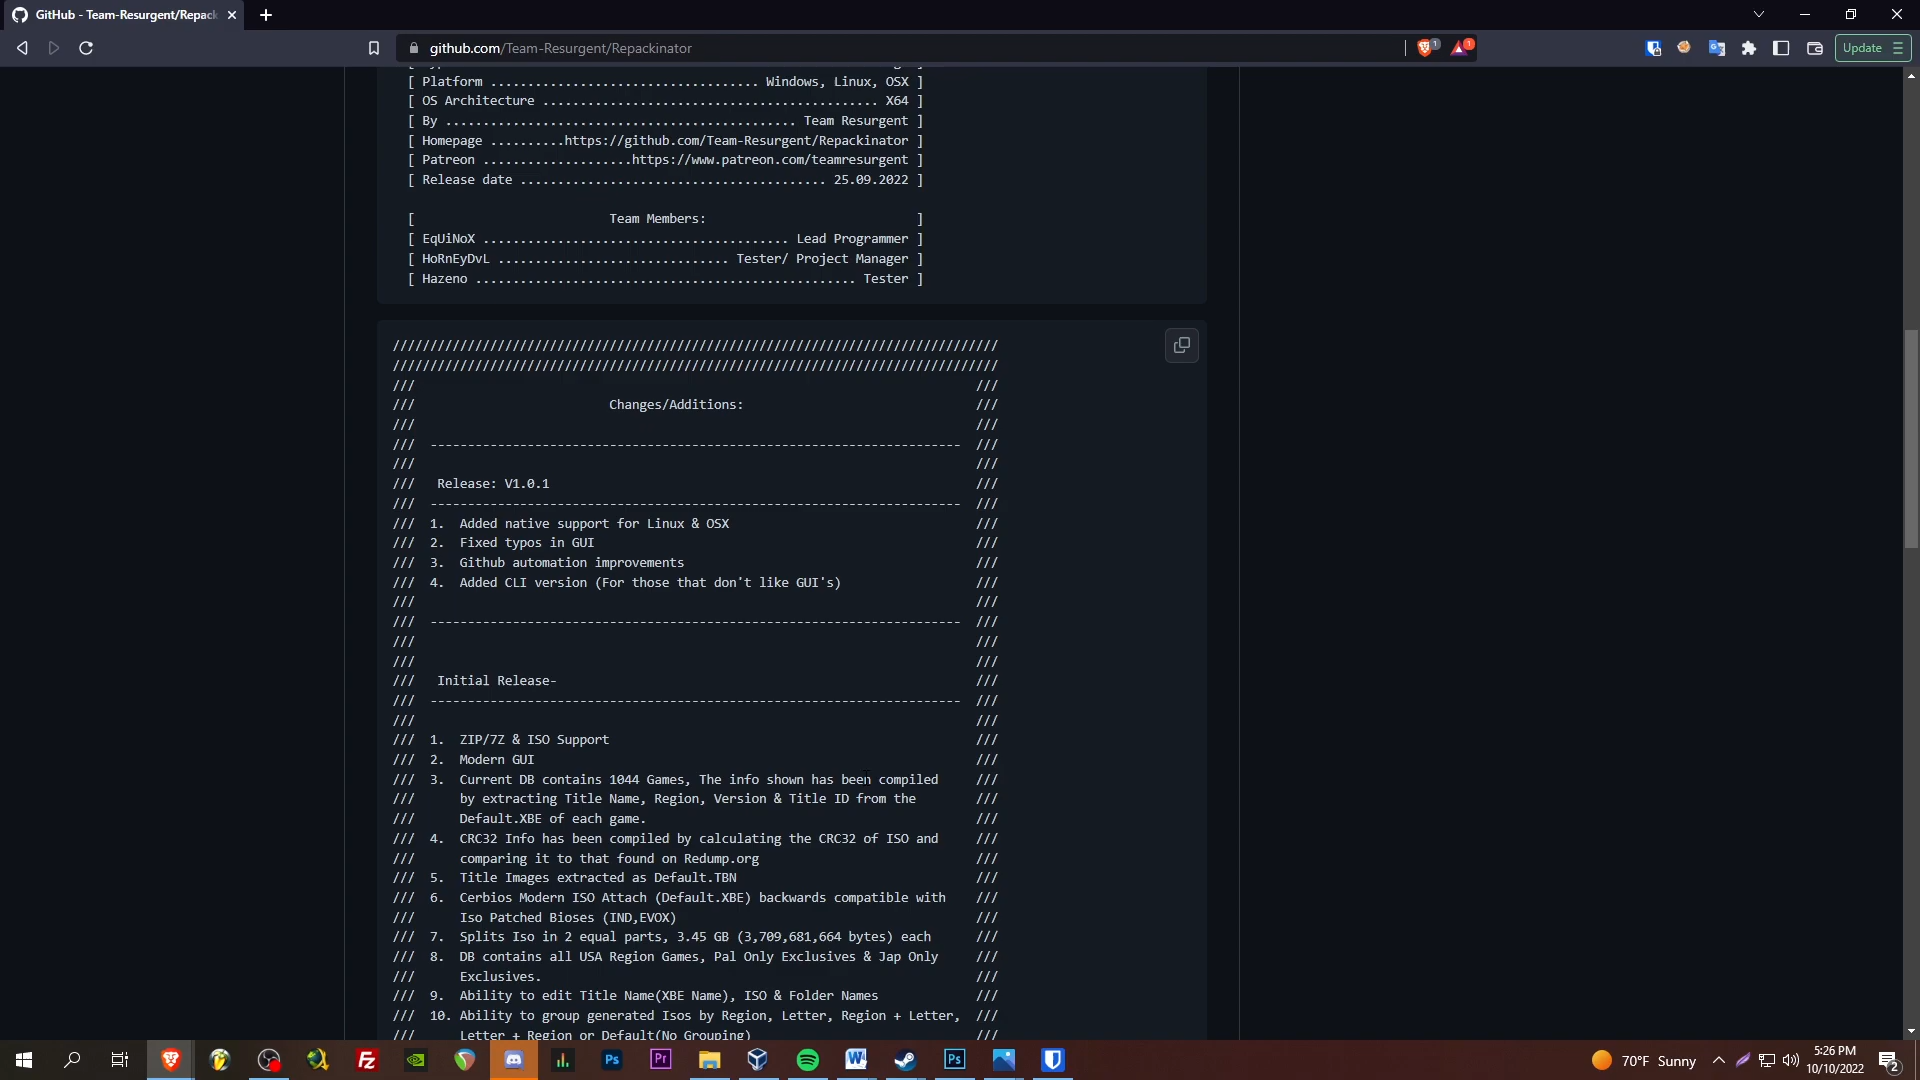 GitHub - Team-Resurgent/Repack
github.com/Team-Resurgent/Repackinator
1
1
Update
[ Platform .................................... Windows, Linux, OSX ]
[ OS Architecture ............................................. X64 ]
[ By ............................................... Team Resurgent ]
[ Homepage ..........https://github.com/Team-Resurgent/Repackinator ]
[ Patreon ....................https://www.patreon.com/teamresurgent ]
[ Release date ......................................... 25.09.2022 ]
[ Team Members: ]
[ EqUiNoX ......................................... Lead Programmer ]
[ HoRnEyDvL ............................... Tester/ Project Manager ]
[ Hazeno ................................................... Tester ]
/////////////////////////////////////////////////////////////////////////////////
/////////////////////////////////////////////////////////////////////////////////
/// ///
/// Changes/Additions: ///
/// ///
/// ----------------------------------------------------------------------- ///
/// ///
/// Release: V1.0.1 ///
/// ----------------------------------------------------------------------- ///
/// 1. Added native support for Linux & OSX ///
/// 2. Fixed typos in GUI ///
/// 3. Github automation improvements ///
/// 4. Added CLI version (For those that don't like GUI's) ///
/// ///
/// ----------------------------------------------------------------------- ///
/// ///
/// ///
/// Initial Release- ///
/// ----------------------------------------------------------------------- ///
/// ///
/// 1. ZIP/7Z & ISO Support ///
/// 2. Modern GUI ///
/// 3. Current DB contains 1044 Games, The info shown has been compiled ///
/// by extracting Title Name, Region, Version & Title ID from the ///
/// Default.XBE of each game. ///
/// 4. CRC32 Info has been compiled by calculating the CRC32 of ISO and ///
/// comparing it to that found on Redump.org ///
/// 5. Title Images extracted as Default.TBN ///
/// 6. Cerbios Modern ISO Attach (Default.XBE) backwards compatible with ///
/// Iso Patched Bioses (IND,EVOX) ///
/// 7. Splits Iso in 2 equal parts, 3.45 GB (3,709,681,664 bytes) each ///
/// 8. DB contains all USA Region Games, Pal Only Exclusives & Jap Only ///
/// Exclusives. ///
/// 9. Ability to edit Title Name(XBE Name), ISO & Folder Names ///
/// 10. Ability to group generated Isos by Region, Letter, Region + Letter, ///
/// Letter + Region or Default(No Grouping) ///
Fz
Ps
Pr
W
Ps
70°F Sunny
5:26 PM
10/10/2022
2